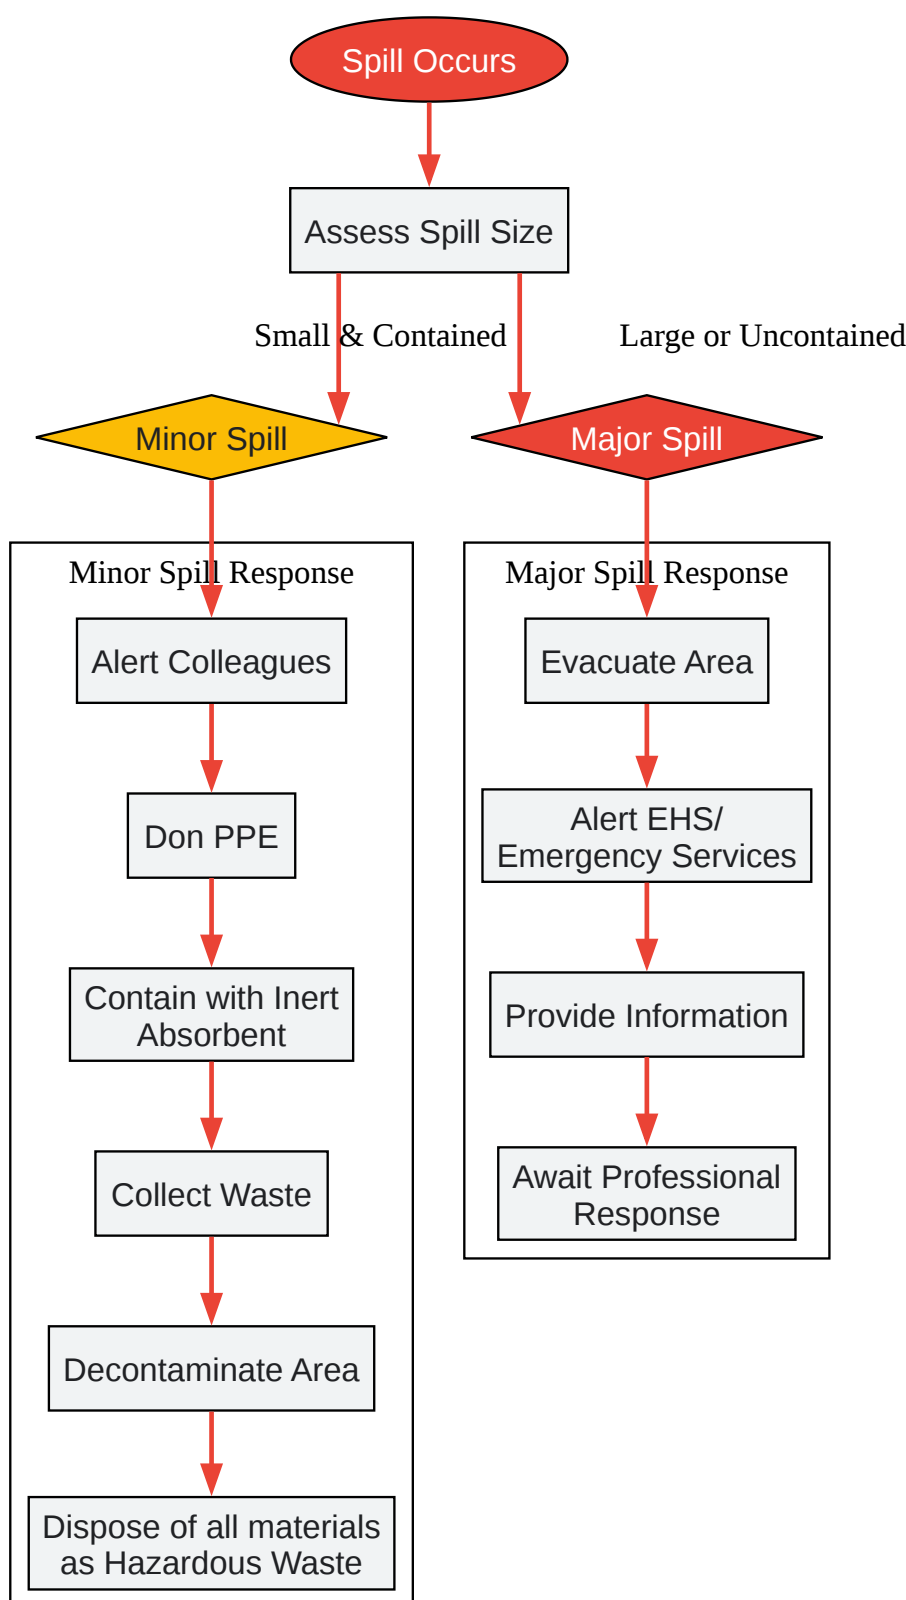 Spill Occurs
Assess Spill Size
Small & Contained
Large or Uncontained
Minor Spill
Major Spill
Minor Spill Response
Alert Colleagues
Don PPE
Contain with Inert
Absorbent
Collect Waste
Decontaminate Area
Dispose of all materials
as Hazardous Waste
Major Spill Response
Evacuate Area
Alert EHS/
Emergency Services
Provide Information
Await Professional
Response